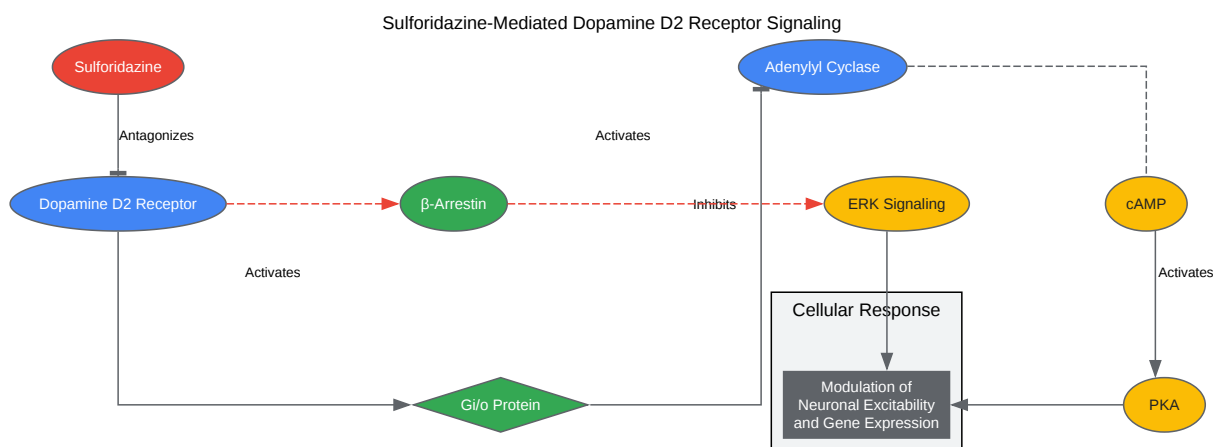 Sulforidazine-Mediated Dopamine D2 Receptor Signaling
Sulforidazine
Adenylyl Cyclase
Antagonizes
Activates
Dopamine D2 Receptor
β-Arrestin
Inhibits
ERK Signaling
cAMP
Activates
Activates
Cellular Response
Modulation of
Neuronal Excitability
and Gene Expression
Gi/o Protein
PKA